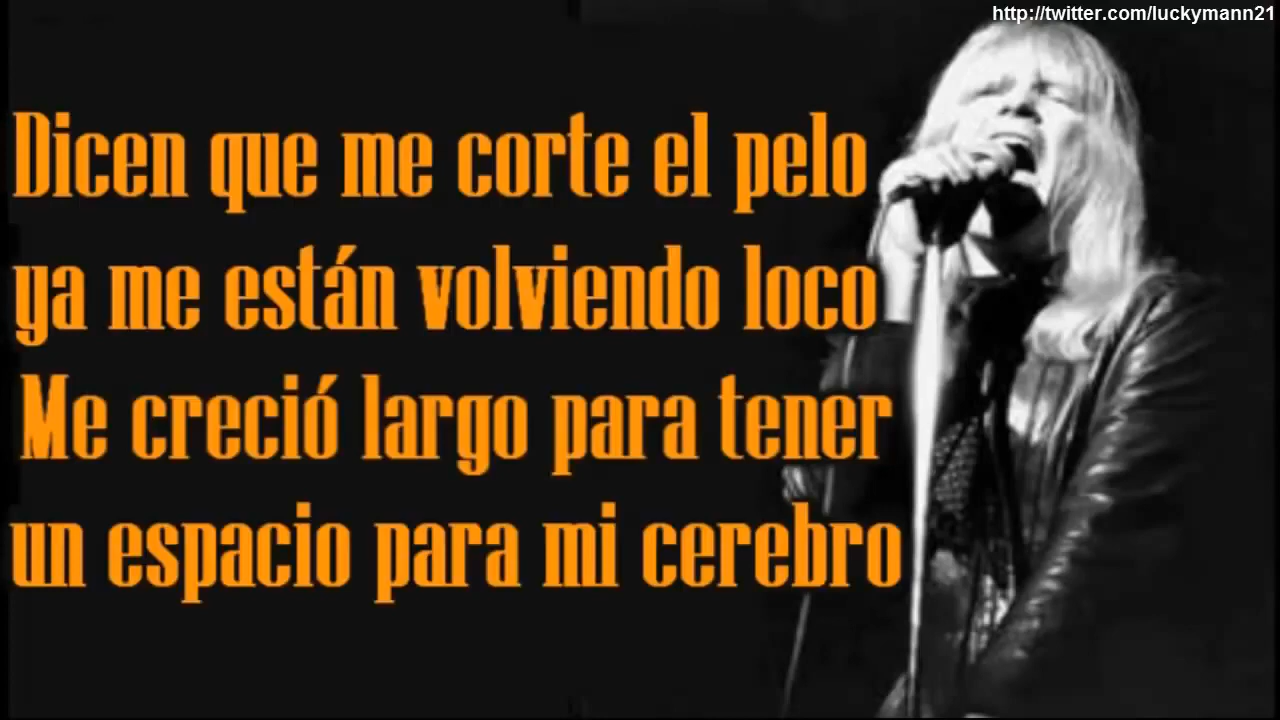 http://twitter.com/luckymann21
Dicen que me corte el pelo
ya me están volviendo loco
Me creció largo para tener
un espacio para mi cerebro